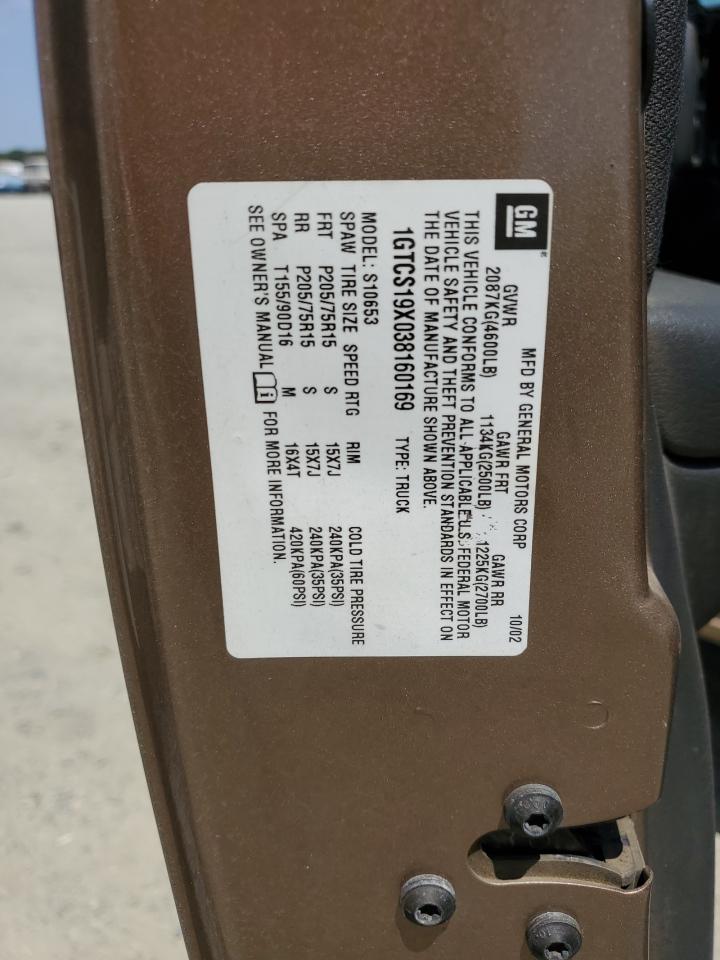 GM®
MFD BY GENERAL MOTORS CORP 10/02
GVWR GAWR FRT GAWR RR
2087KG(4600LB) 1134KG(2500LB) 1225KG(2700LB)
THIS VEHICLE CONFORMS TO ALL APPLICABLE U.S. FEDERAL MOTOR
VEHICLE SAFETY AND THEFT PREVENTION STANDARDS IN EFFECT ON
THE DATE OF MANUFACTURE SHOWN ABOVE.
1GTCS19X038160169 TYPE: TRUCK
MODEL: S10653
SPAW TIRE SIZE SPEED RTG RIM COLD TIRE PRESSURE
FRT P205/75R15 S 15X7J 240KPA(35PSI)
RR P205/75R15 S 15X7J 240KPA(35PSI)
SPA T155/90D16 M 16X4T 420KPA(60PSI)
SEE OWNER'S MANUAL FOR MORE INFORMATION.